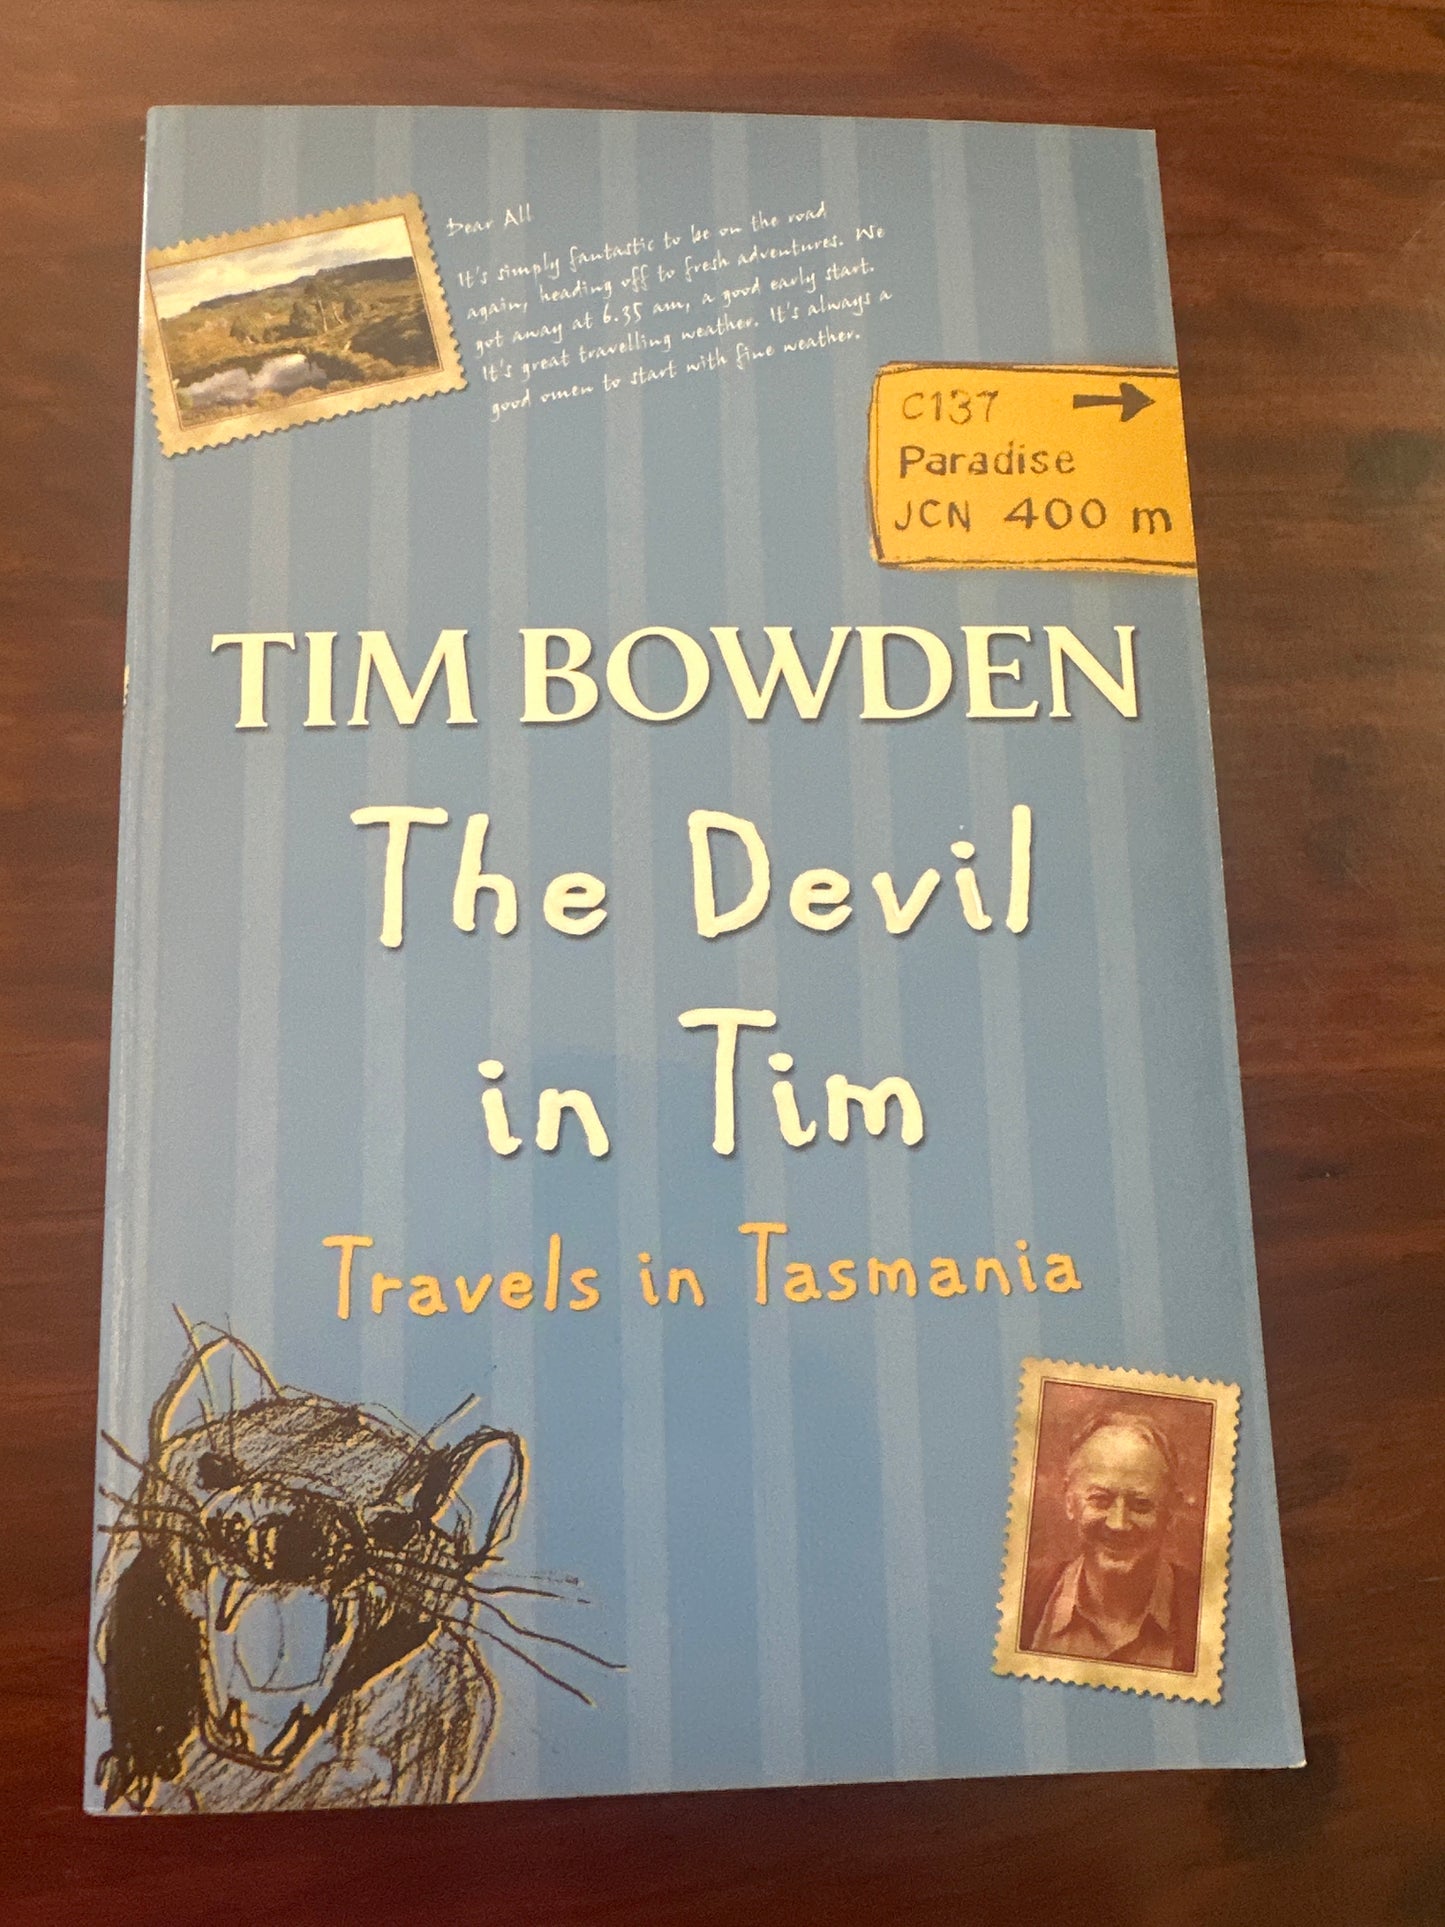 Dear All
It's simply fantastic to be on the road
again, heading off to fresh adventures. We
got away at 6.35 am, a good early start.
It's great travelling weather. It's always a
good omen to start with fine weather.
C137
Paradise
JCN 400 m
TIM BOWDEN
The Devil
in Tim
Travels in Tasmania